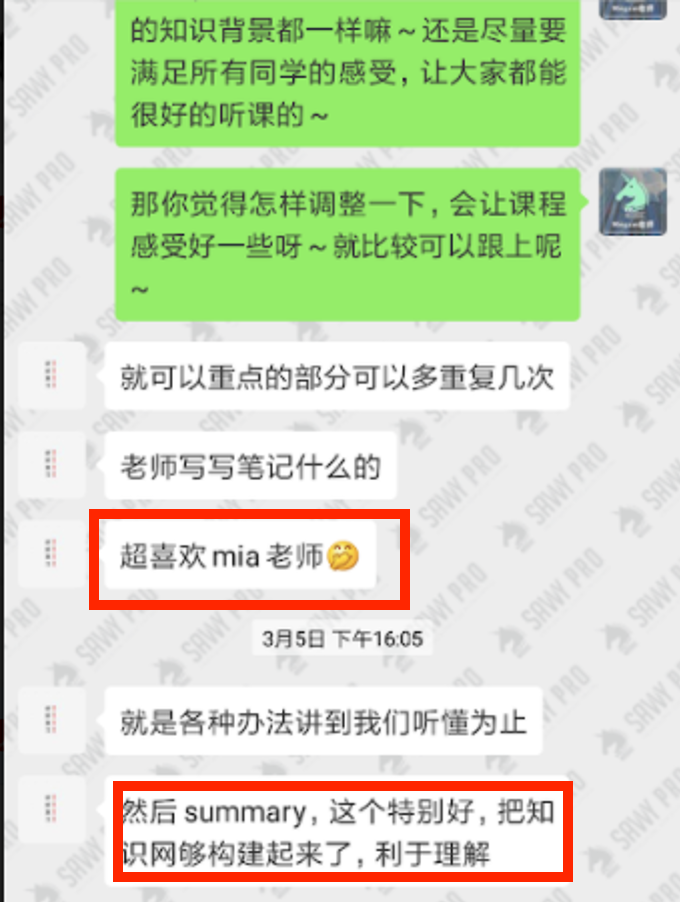 的知识背景都一样嘛～还是尽量要
满足所有同学的感受，让大家都能
很好的听课的～
那你觉得怎样调整一下，会让课程
感受好一些呀～就比较可以跟上呢
～
就可以重点的部分可以多重复几次
老师写写笔记什么的
超喜欢 mia 老师🤭
3月5日 下午16:05
就是各种办法讲到我们听懂为止
然后 summary，这个特别好，把知
识网够构建起来了，利于理解
SAWY PRO